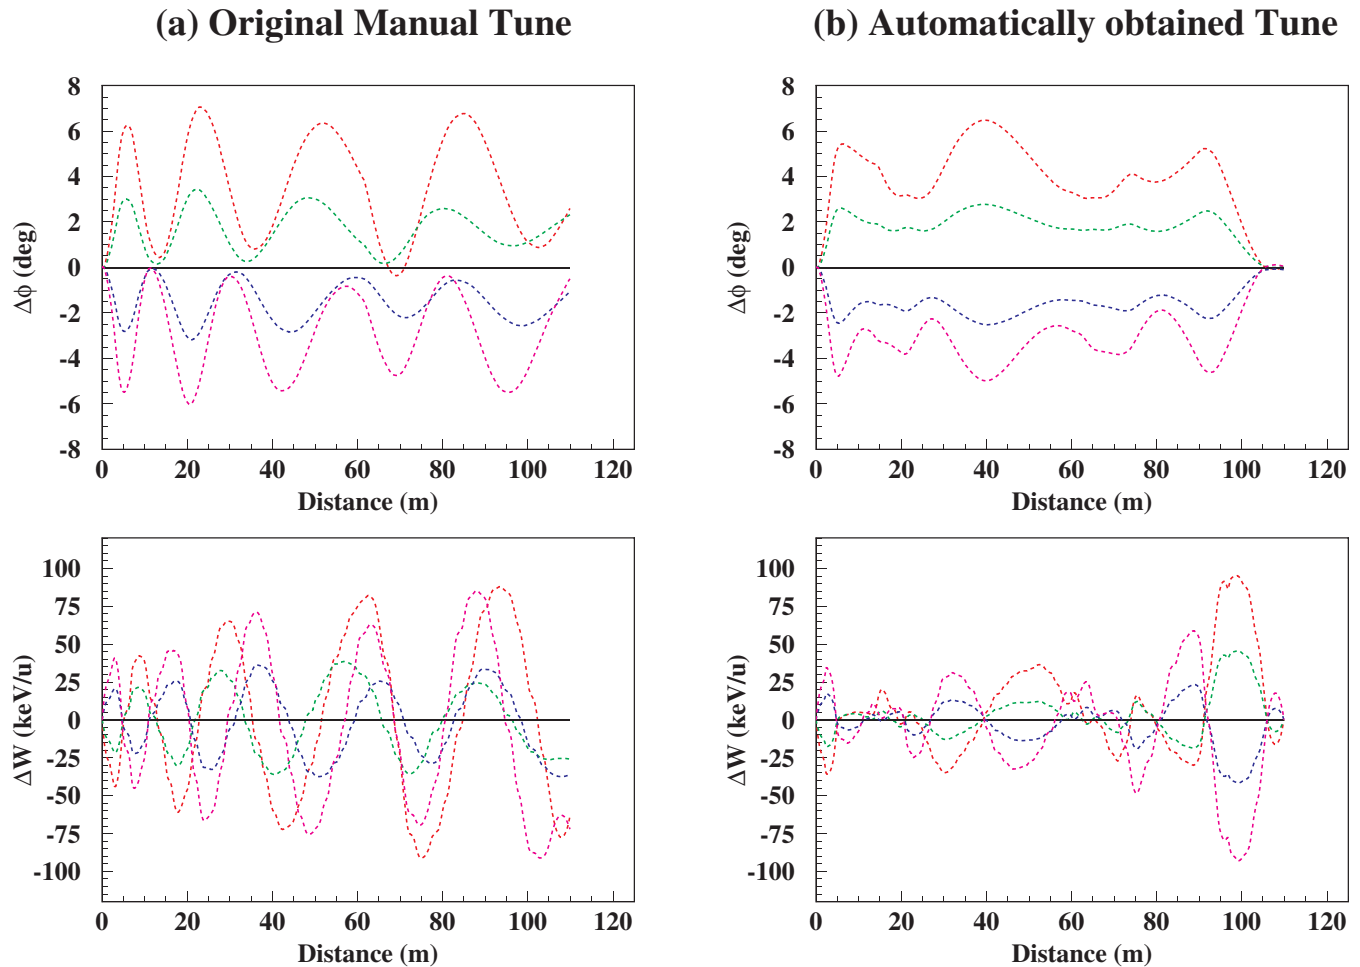 (a) Original Manual Tune
(b) Automatically obtained Tune
8
6
4
2
0
-2
-4
-6
-8
Δϕ (deg)
0 20 40 60 80 100 120
Distance (m)
8
6
4
2
0
-2
-4
-6
-8
Δϕ (deg)
0 20 40 60 80 100 120
Distance (m)
100
75
50
25
0
-25
-50
-75
-100
ΔW (keV/u)
0 20 40 60 80 100 120
Distance (m)
100
75
50
25
0
-25
-50
-75
-100
ΔW (keV/u)
0 20 40 60 80 100 120
Distance (m)